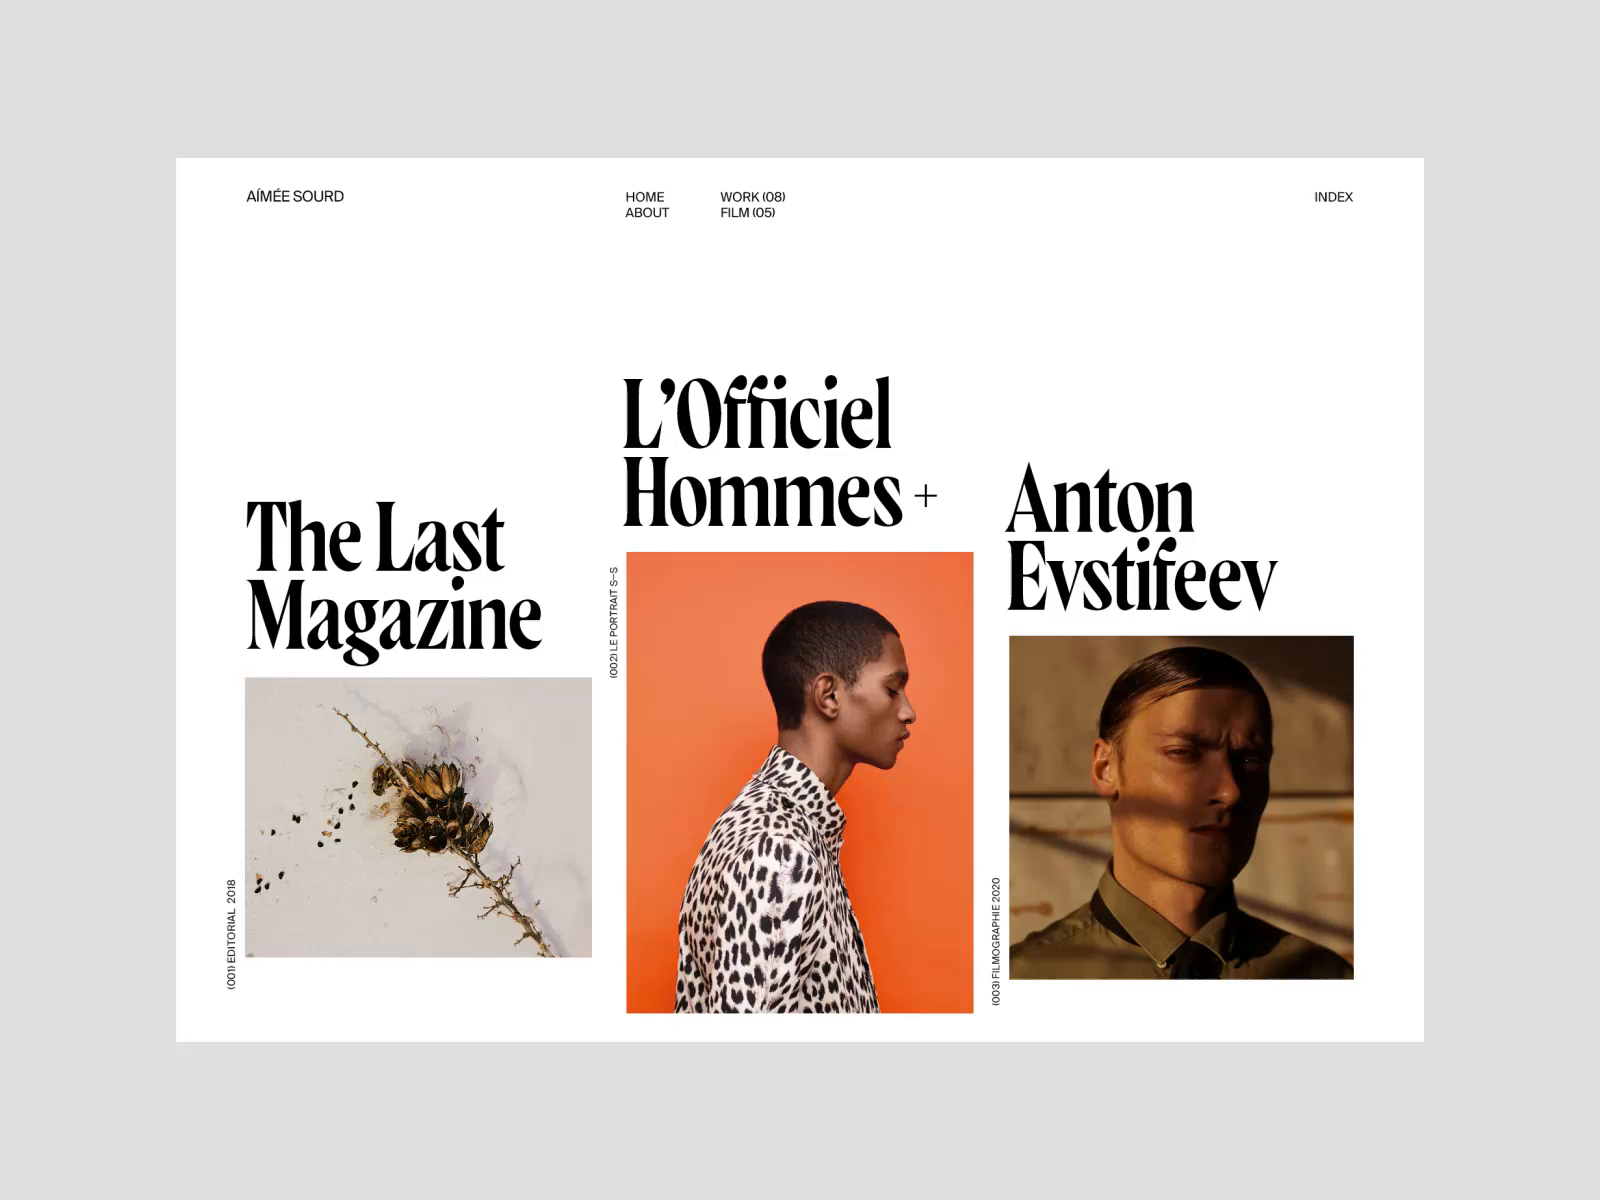 AÍMÉE SOURD
HOME
ABOUT
WORK (08)
FILM (05)
INDEX
The Last
Magazine
(001) EDITORIAL 2018
L’Officiel
Hommes +
(002) LE PORTRAIT S–S
Anton
Evstifeev
(003) FILMOGRAPHIE 2020